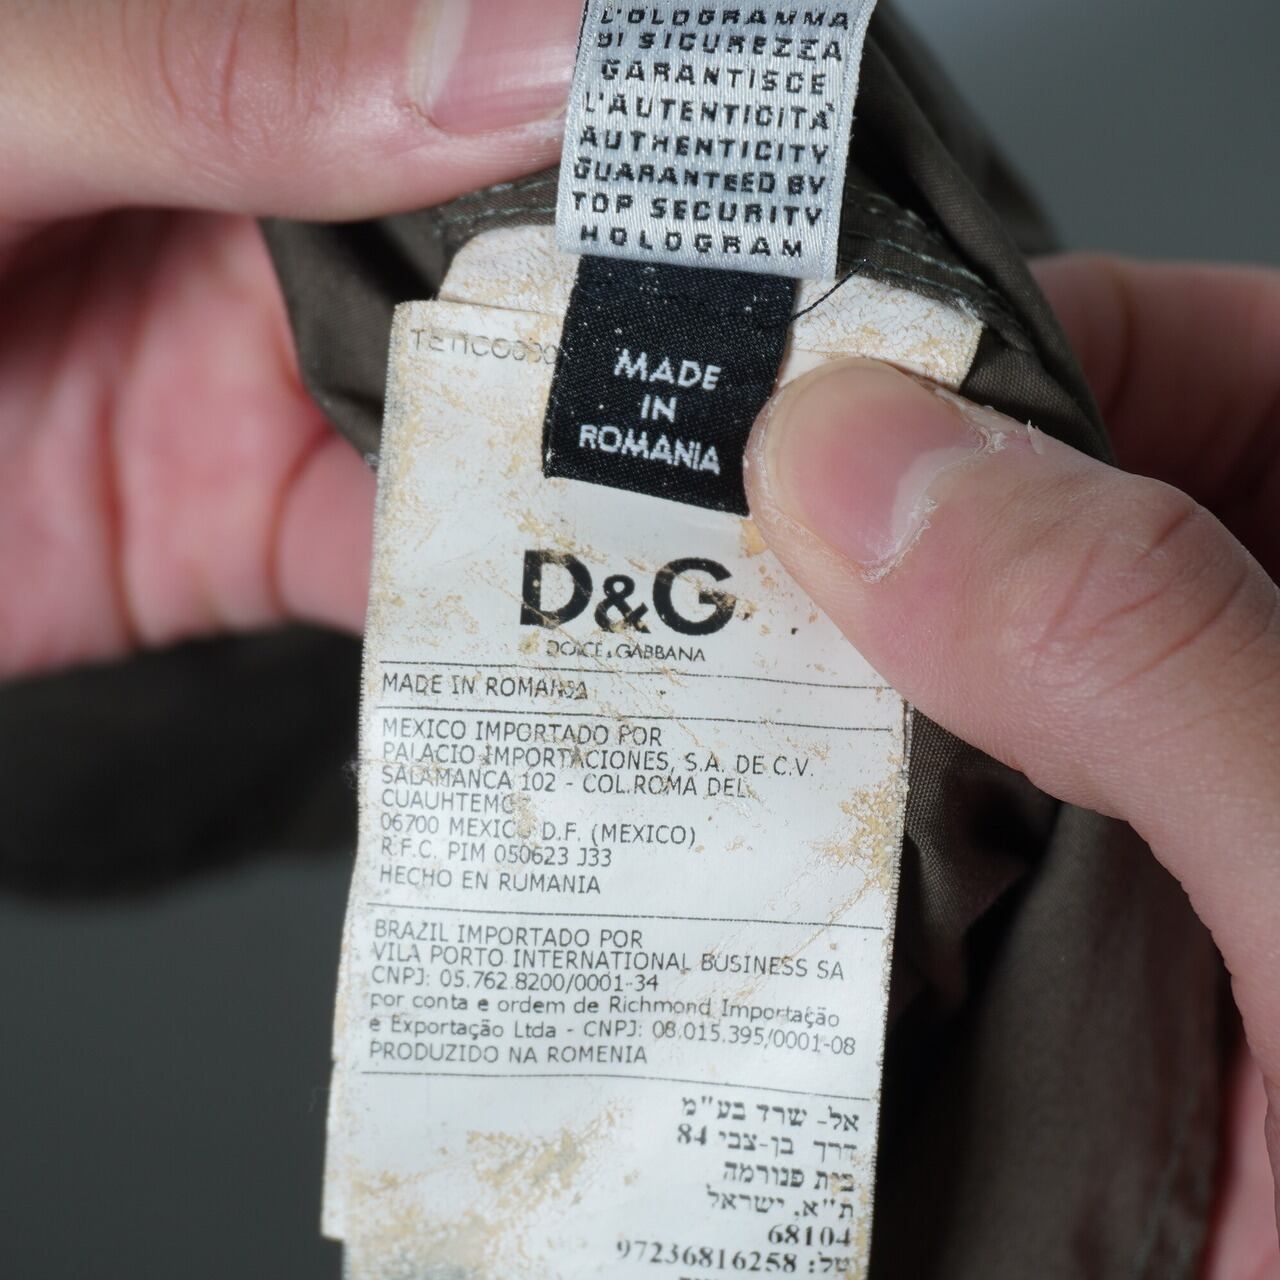 L'OLOGRAMMA
DI SICUREZZA
GARANTISCE
L'AUTENTICITÀ
AUTHENTICITY
GUARANTEED BY
TOP SECURITY
HOLOGRAM
MADE
IN
ROMANIA
D&G
DOLCE & GABBANA
MADE IN ROMANIA
MEXICO IMPORTADO POR
PALACIO IMPORTACIONES, S.A. DE C.V.
SALAMANCA 102 - COL.ROMA DEL.
CUAUHTEMOC
06700 MEXICO D.F. (MEXICO)
R.F.C. PIM 050623 J33
HECHO EN RUMANIA
BRAZIL IMPORTADO POR
VILA PORTO INTERNATIONAL BUSINESS SA
CNPJ: 05.762.8200/0001-34
por conta e ordem de Richmond Importação
e Exportação Ltda - CNPJ: 08.015.395/0001-08
PRODUZIDO NA ROMENIA
אל- שרד בע"מ
דרך בן-צבי 84
בית פנורמה
ת"א, ישראל
68104
טל: 97236816258